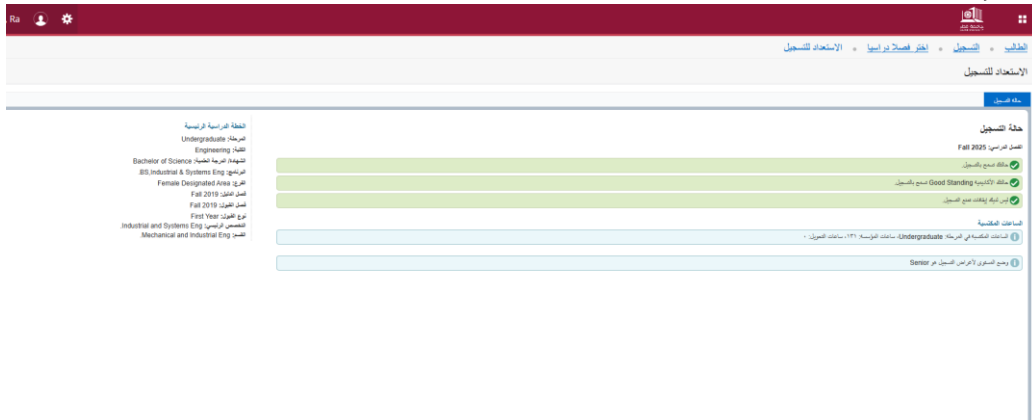 Ra
جامعة قطر
الطالب • التسجيل • اختر فصلا دراسيا • الاستعداد للتسجيل
الاستعداد للتسجيل
حالة التسجيل
حالة التسجيل
الفصل الدراسي: Fall 2025
حالتك تسمح بالتسجيل.
حالتك الأكاديمية Good Standing تسمح بالتسجيل.
ليس لديك إيقافات تمنع التسجيل.
الساعات المكتسبة
الساعات المكتسبة في المرحلة: Undergraduate، ساعات المؤسسة: ١٣١، ساعات التحويل: ٠
وضع المستوى لأغراض التسجيل هو Senior
الخطة الدراسية الرئيسية
المرحلة: Undergraduate
الكلية: Engineering
الشهادة/ الدرجة العلمية: Bachelor of Science
البرنامج: BS,Industrial & Systems Eng.
الفرع: Female Designated Area
فصل الدليل: Fall 2019
فصل القبول: Fall 2019
نوع القبول: First Year
التخصص الرئيسي: Industrial and Systems Eng.
القسم: Mechanical and Industrial Eng.